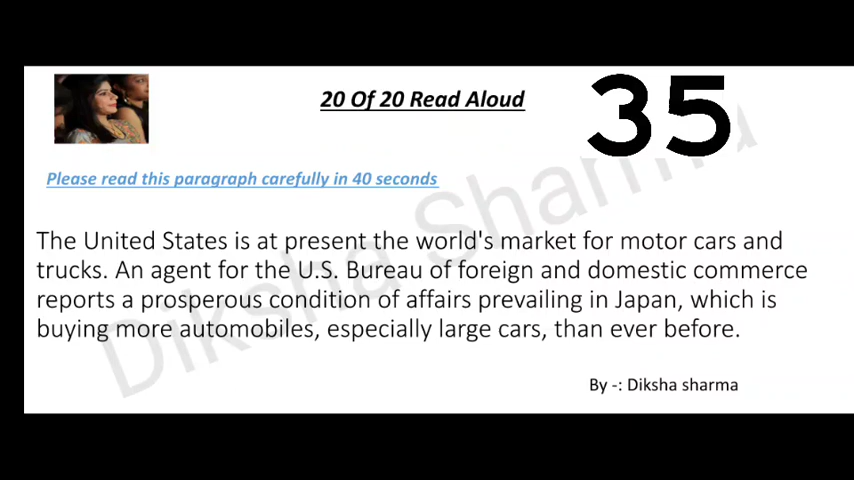 20 Of 20 Read Aloud
35
Please read this paragraph carefully in 40 seconds
The United States is at present the world's market for motor cars and
trucks. An agent for the U.S. Bureau of foreign and domestic commerce
reports a prosperous condition of affairs prevailing in Japan, which is
buying more automobiles, especially large cars, than ever before.
Diksha Sharma
By -: Diksha sharma